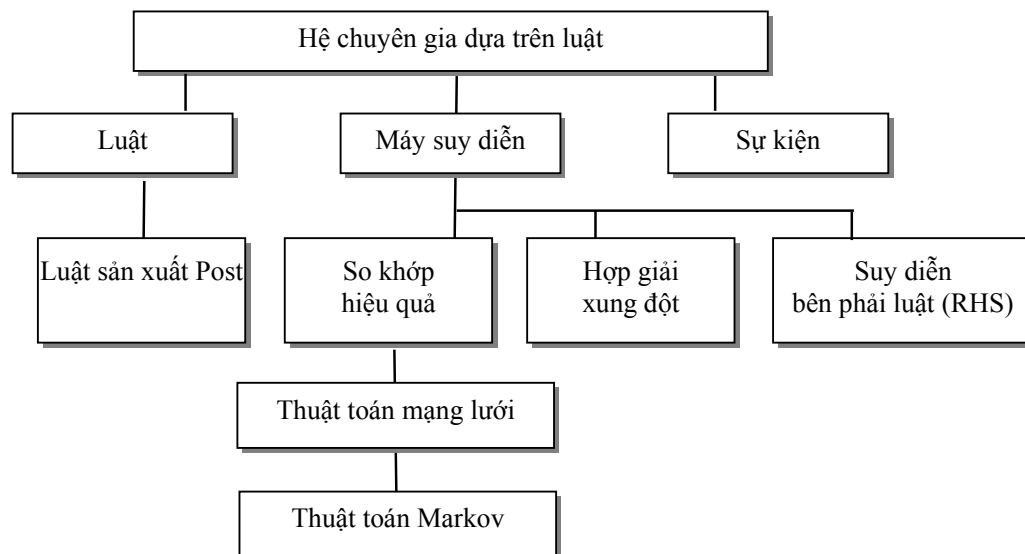 Hệ chuyên gia dựa trên luật
Luật
Máy suy diễn
Sự kiện
Luật sản xuất Post
So khớp
hiệu quả
Hợp giải
xung đột
Suy diễn
bên phải luật (RHS)
Thuật toán mạng lưới
Thuật toán Markov